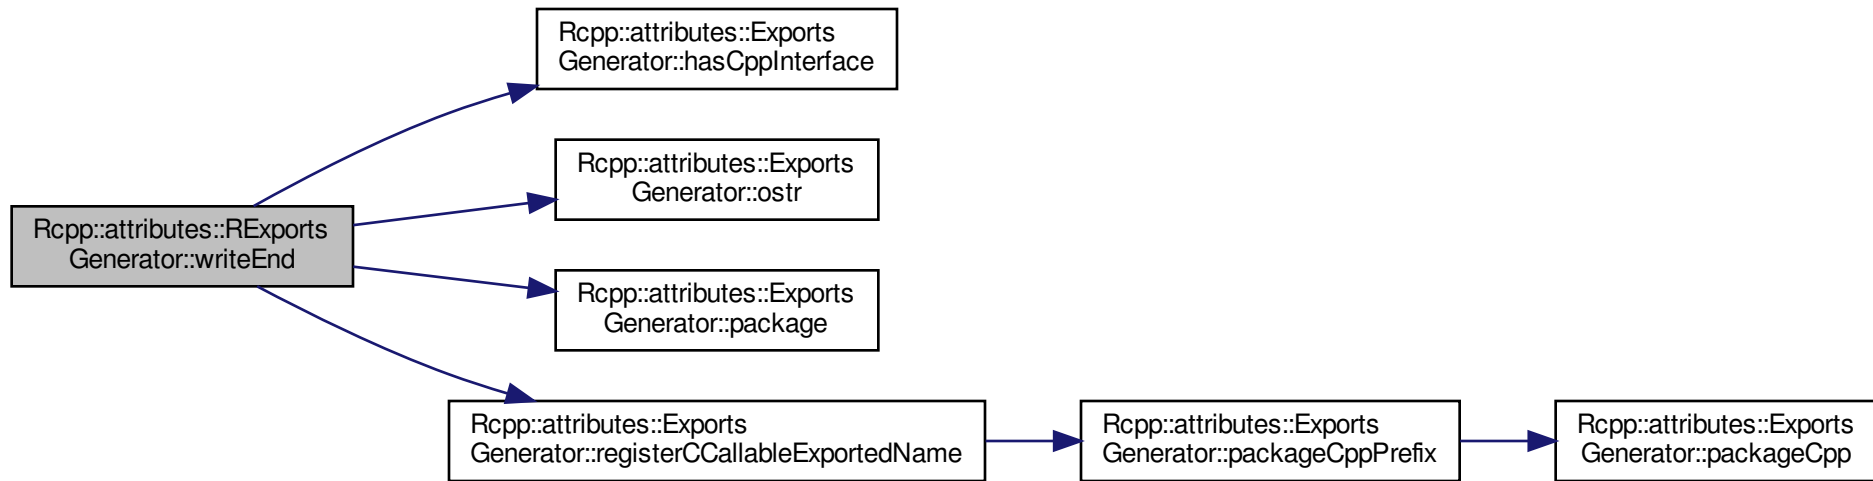 Rcpp::attributes::RExports
Generator::writeEnd
Rcpp::attributes::Exports
Generator::hasCppInterface
Rcpp::attributes::Exports
Generator::ostr
Rcpp::attributes::Exports
Generator::package
Rcpp::attributes::Exports
Generator::registerCCallableExportedName
Rcpp::attributes::Exports
Generator::packageCppPrefix
Rcpp::attributes::Exports
Generator::packageCpp